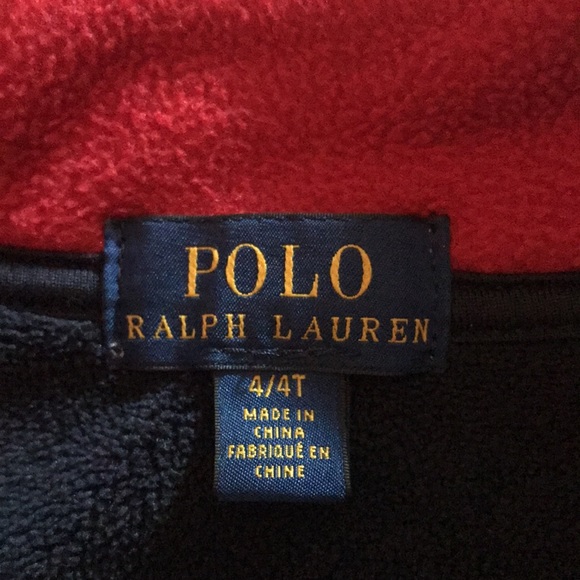 POLO
RALPH LAUREN
4/4T
MADE IN
CHINA
FABRIQUÉ EN
CHINE